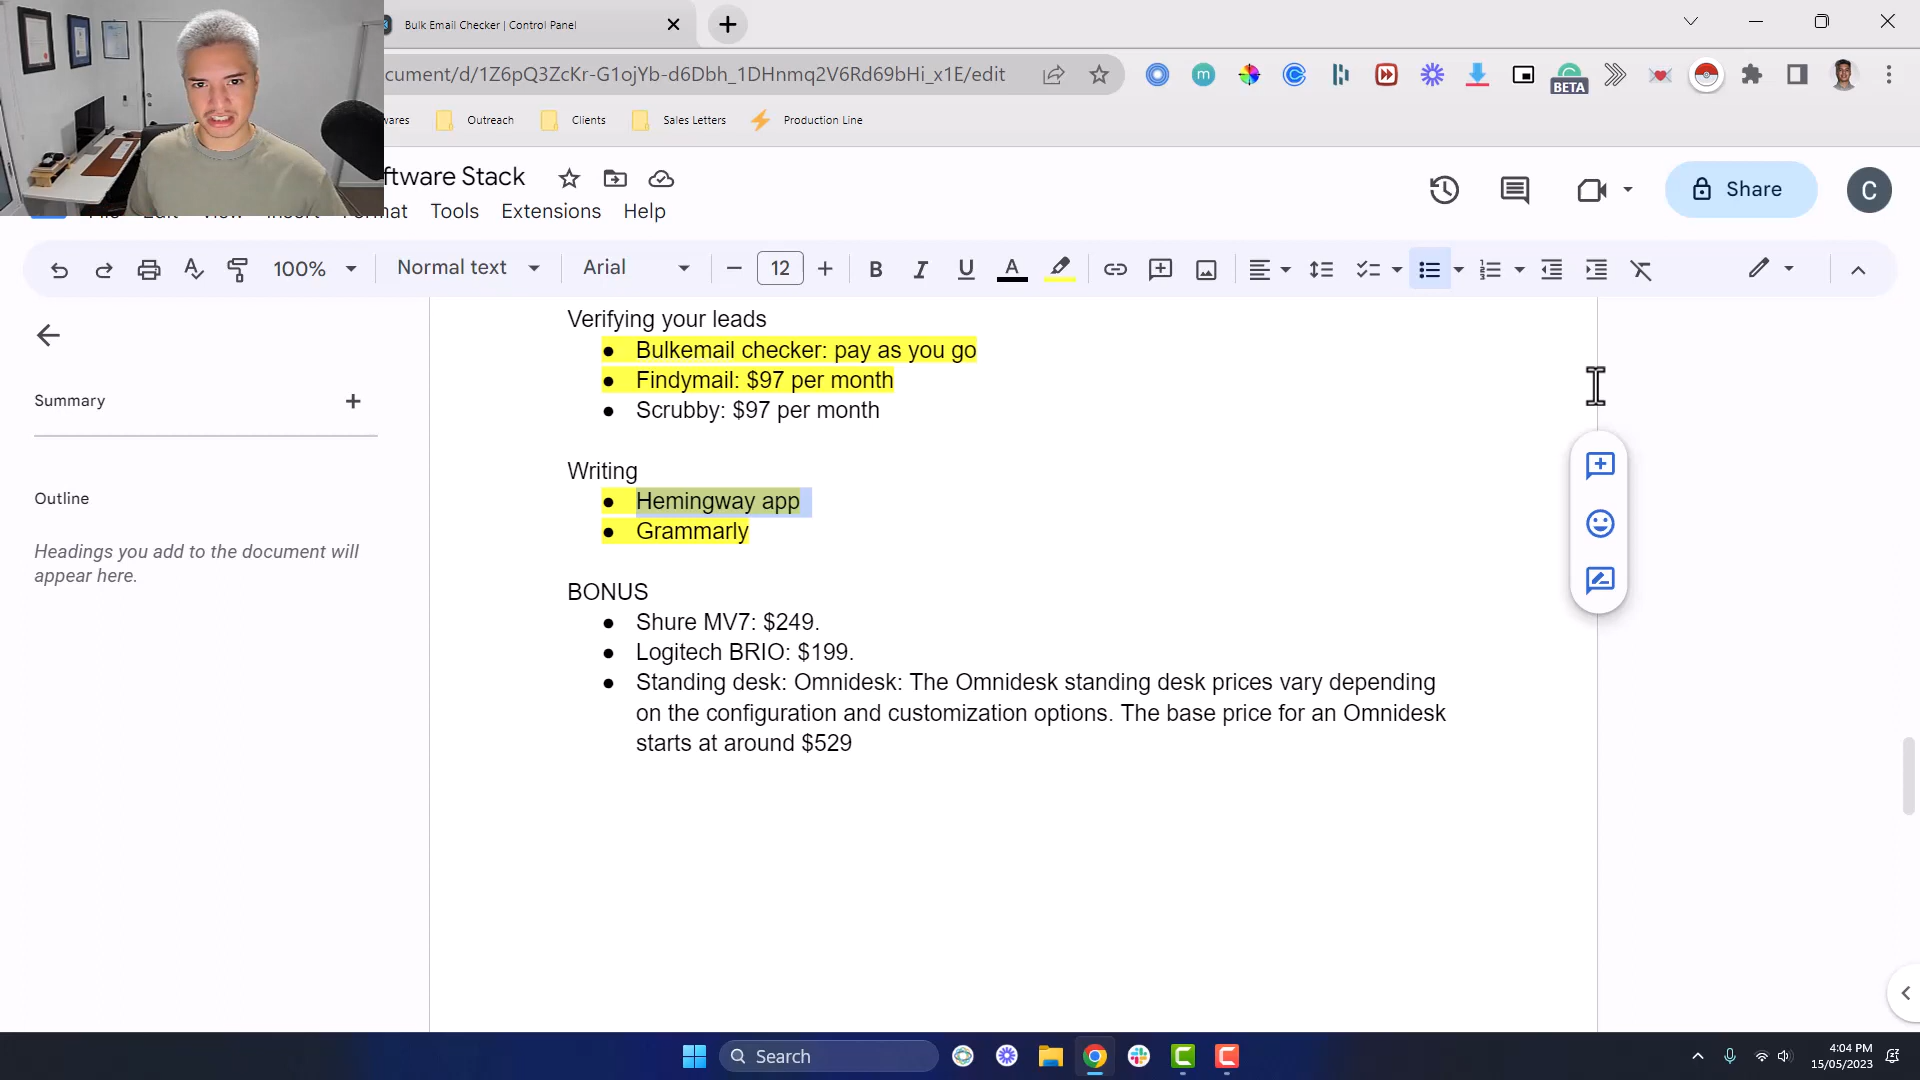 Bulk Email Checker | Control Panel
cument/d/1Z6pQ3ZcKr-G1ojYb-d6Dbh_1DHnmq2V6Rd69bHi_x1E/edit
BETA
wares
Outreach
Clients
Sales Letters
Production Line
ftware Stack
Share
C
Tools
Extensions
Help
100%
Normal text
Arial
12
Summary
Outline
Headings you add to the document will
appear here.
Verifying your leads
● Bulkemail checker: pay as you go
● Findymail: $97 per month
● Scrubby: $97 per month
Writing
● Hemingway app
● Grammarly
BONUS
● Shure MV7: $249.
● Logitech BRIO: $199.
● Standing desk: Omnidesk: The Omnidesk standing desk prices vary depending
on the configuration and customization options. The base price for an Omnidesk
starts at around $529
Search
4:04 PM
15/05/2023